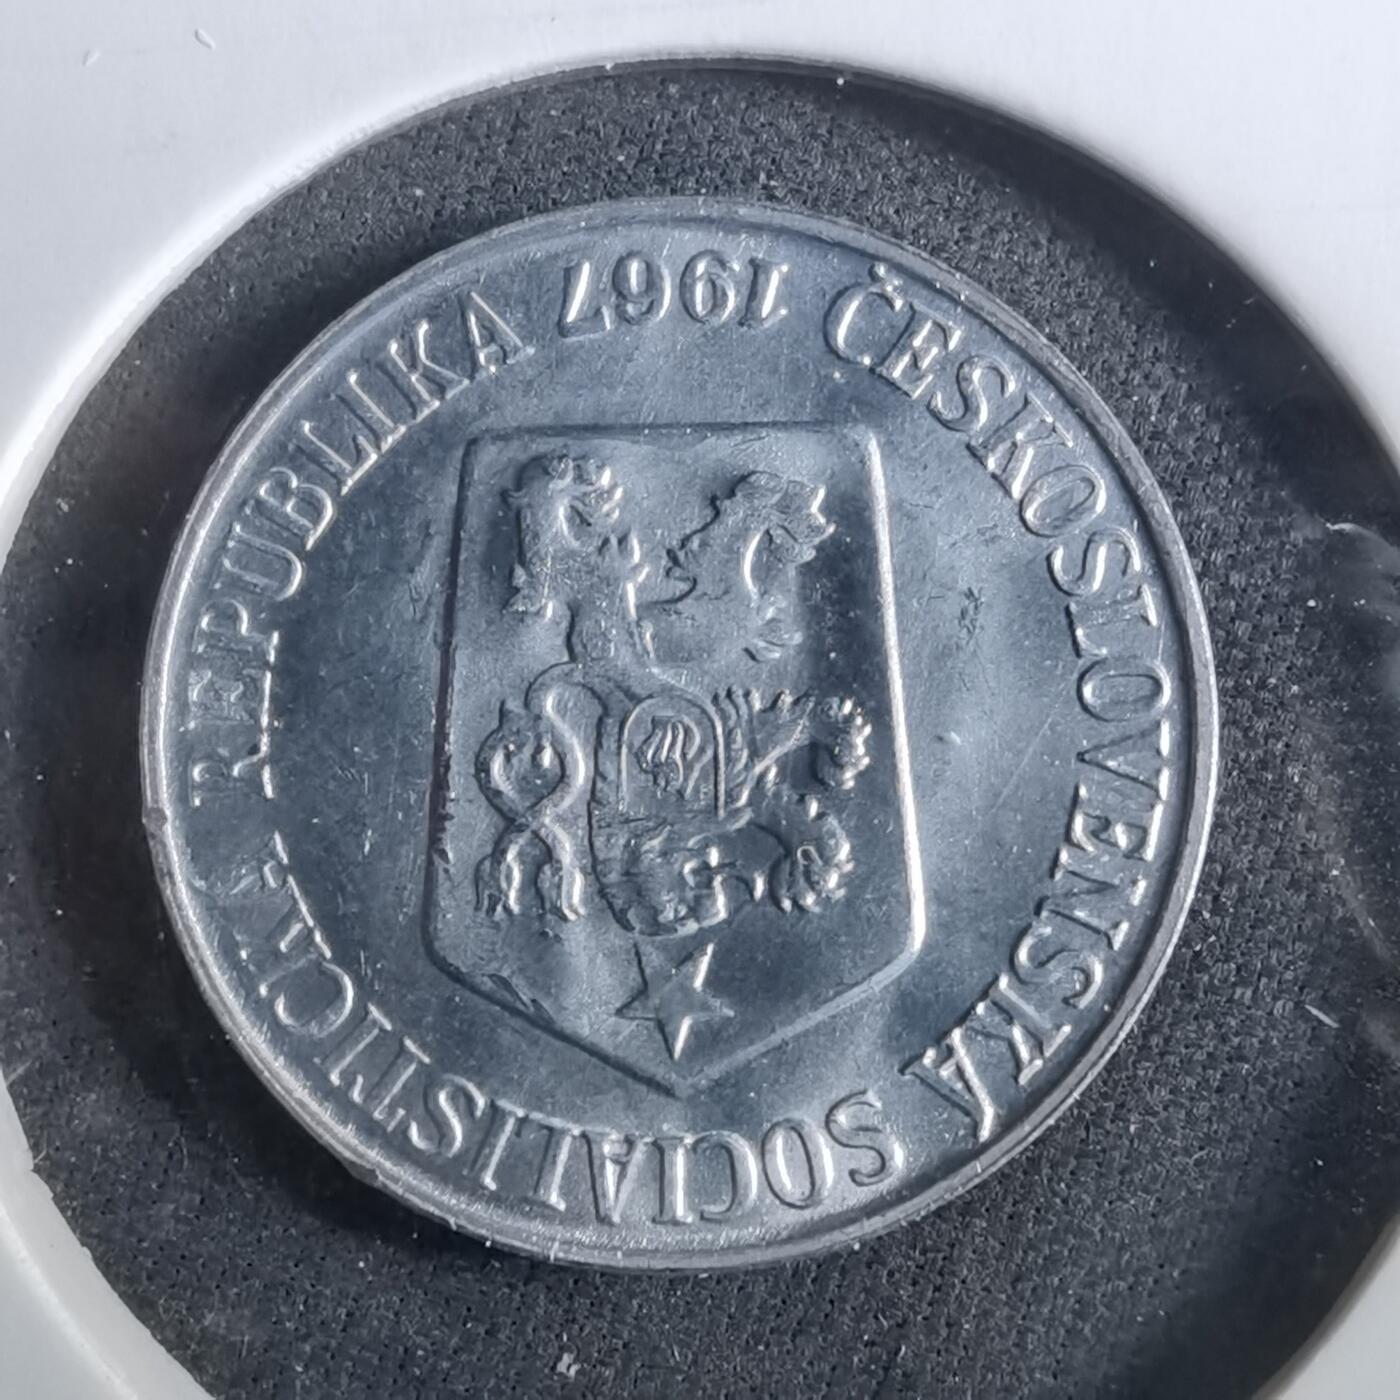 ČESKOSLOVENSKÁ SOCIALISTICKÁ REPUBLIKA
1967